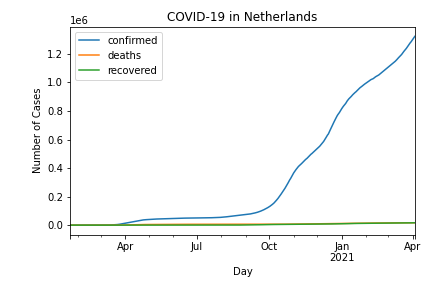 COVID-19 in Netherlands
1e6
confirmed
deaths
recovered
1.2
1.0
0.8
0.6
0.4
0.2
0.0
Number of Cases
Apr
Jul
Oct
Jan
2021
Apr
Day